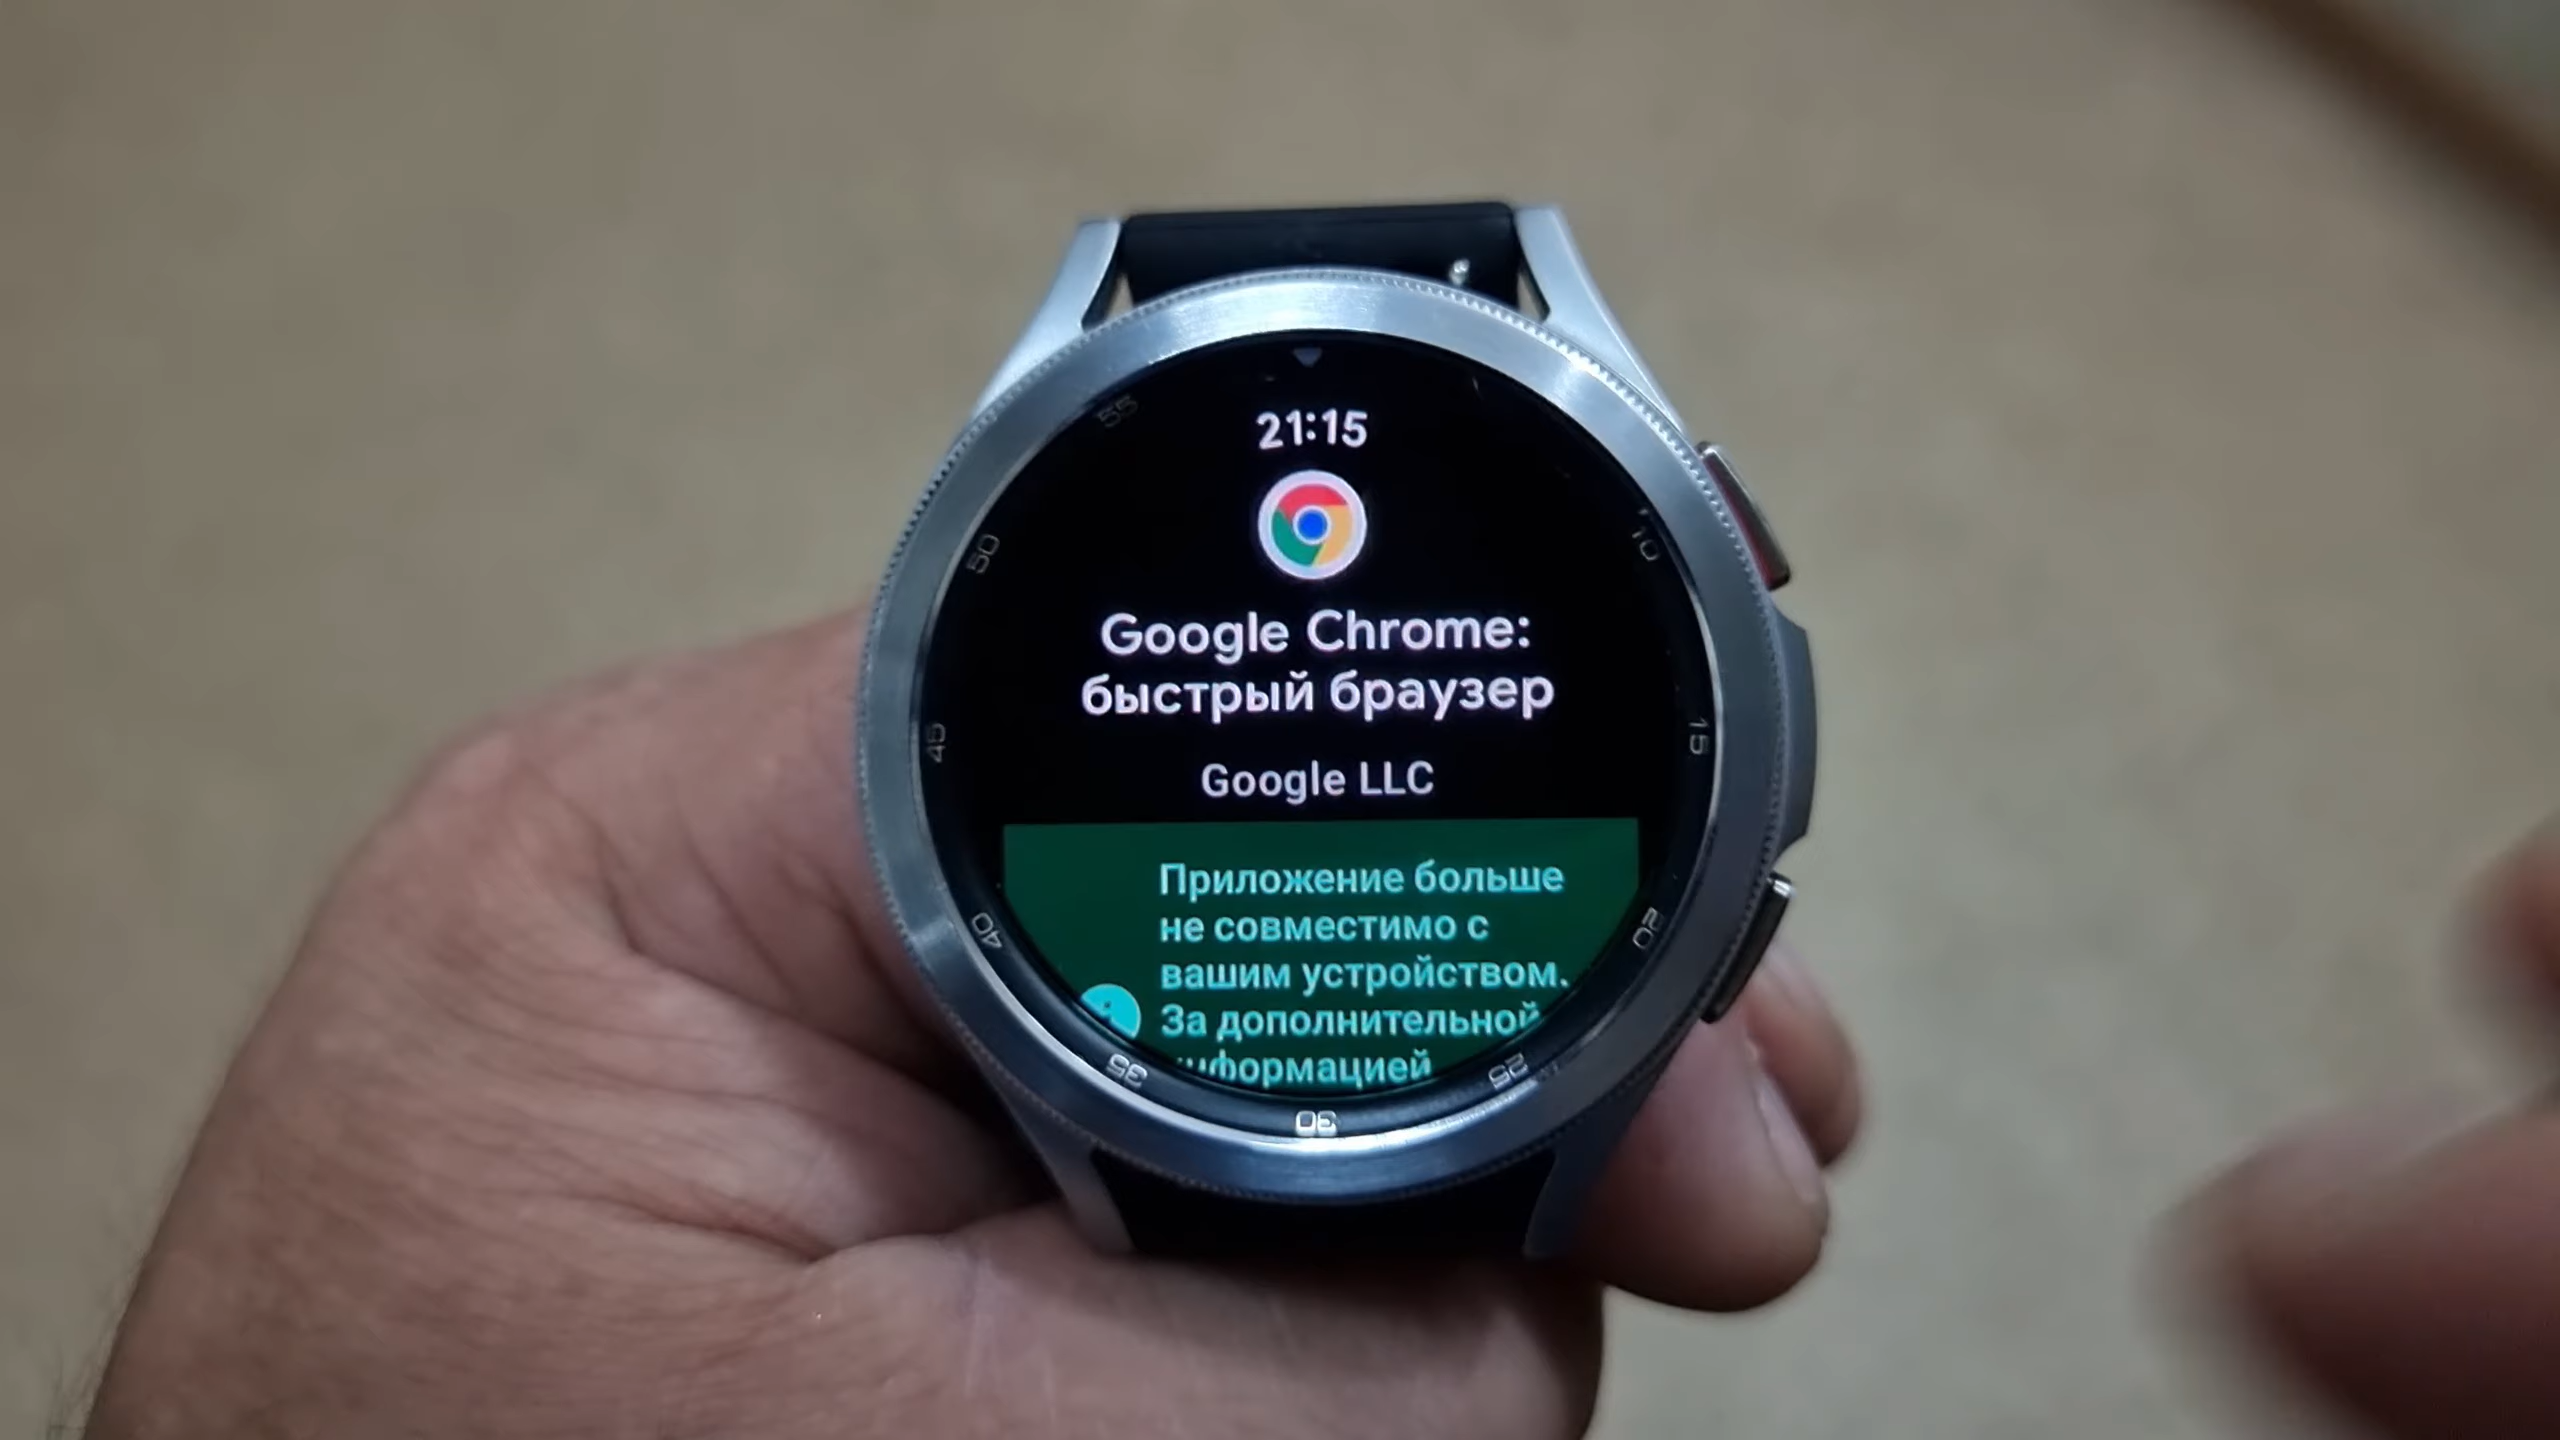 21:15
Google Chrome:
быстрый браузер
Google LLC
Приложение больше
не совместимо с
вашим устройством.
За дополнительной
информацией
55
50
10
45
15
40
20
35
25
30